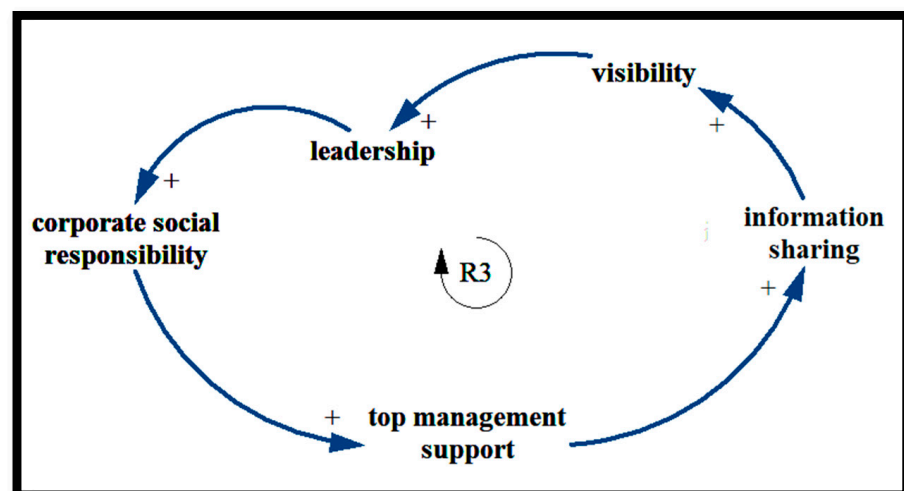 visibility
+
+
leadership
+
corporate social
responsibility
information
sharing
R3
+
+
top management
support